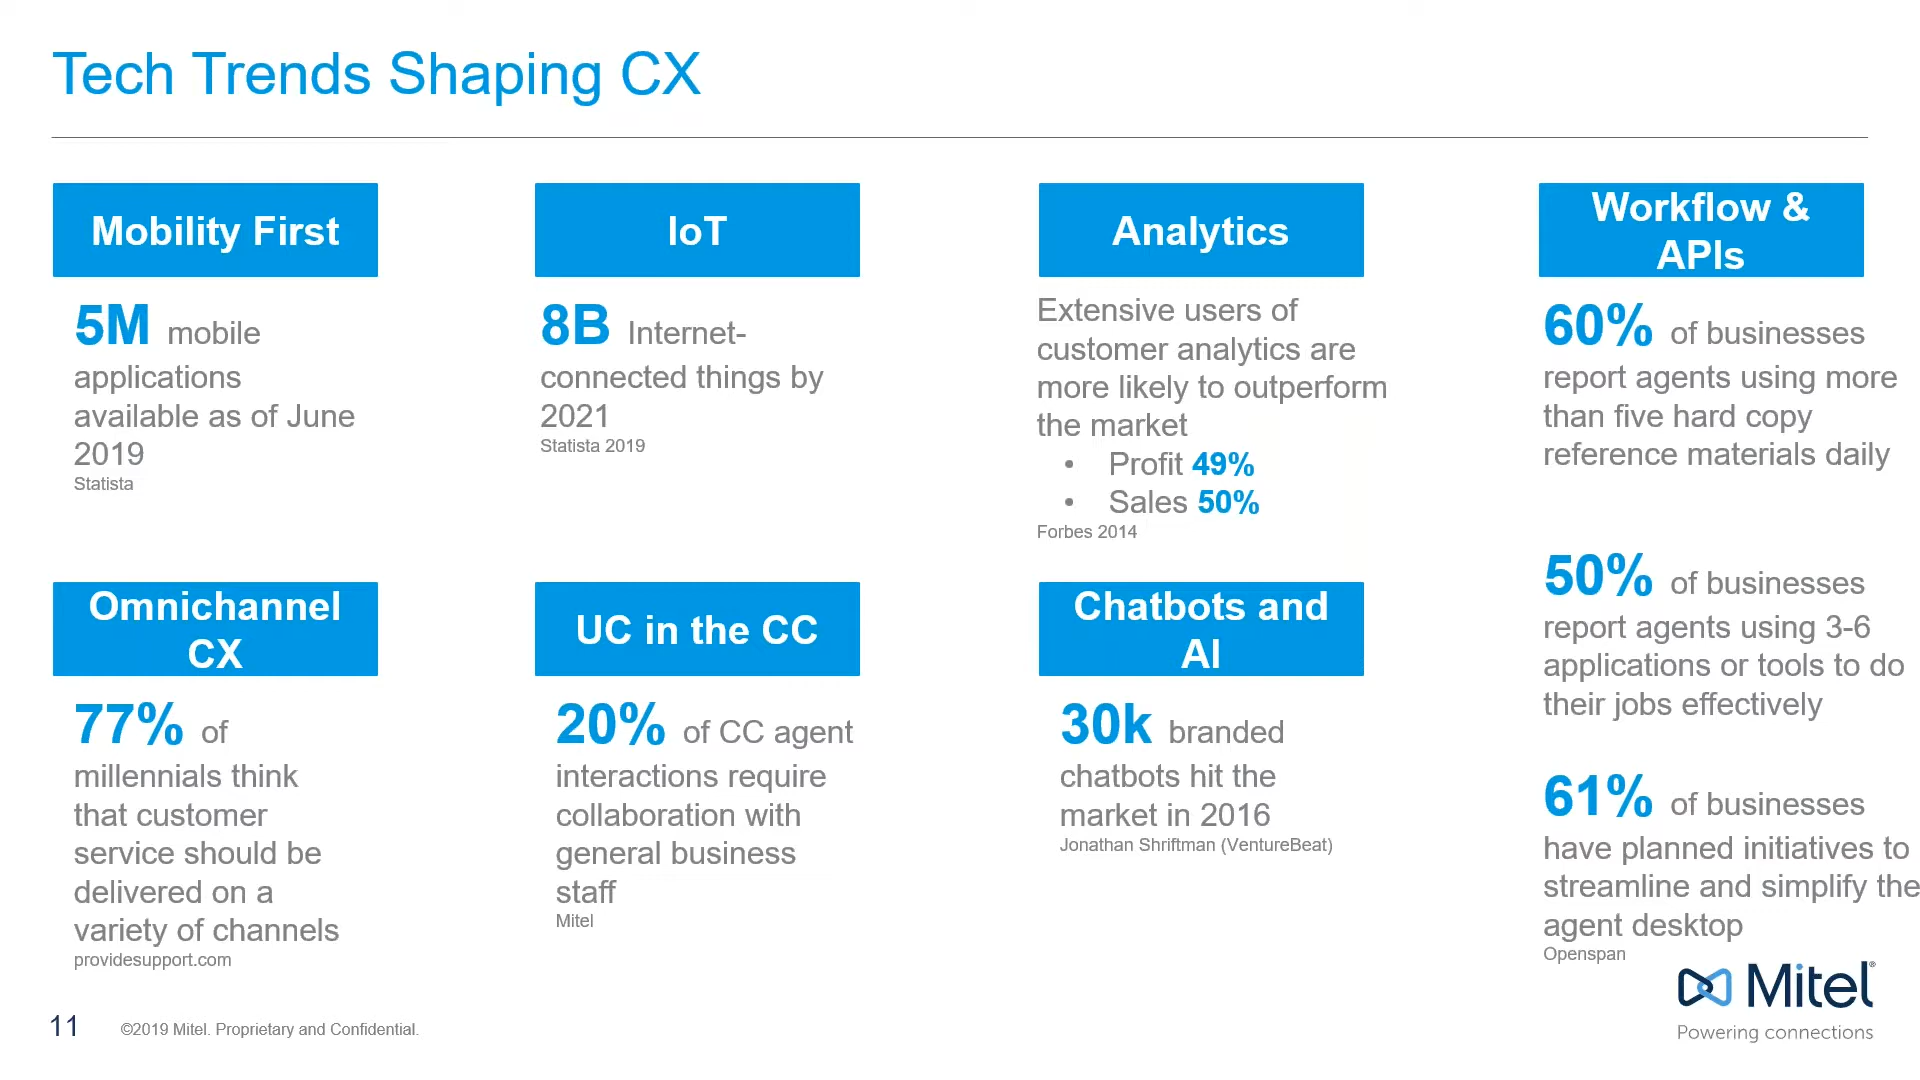 Tech Trends Shaping CX
Mobility First
5M mobile
applications
available as of June
2019
Statista
IoT
8B Internet-
connected things by
2021
Statista 2019
Analytics
Extensive users of
customer analytics are
more likely to outperform
the market
• Profit 49%
• Sales 50%
Forbes 2014
Workflow &
APIs
60% of businesses
report agents using more
than five hard copy
reference materials daily
50% of businesses
report agents using 3-6
applications or tools to do
their jobs effectively
61% of businesses
have planned initiatives to
streamline and simplify the
agent desktop
Openspan
Omnichannel
CX
77% of
millennials think
that customer
service should be
delivered on a
variety of channels
providesupport.com
UC in the CC
20% of CC agent
interactions require
collaboration with
general business
staff
Mitel
Chatbots and
AI
30k branded
chatbots hit the
market in 2016
Jonathan Shriftman (VentureBeat)
11 ©2019 Mitel. Proprietary and Confidential.
Mitel®
Powering connections